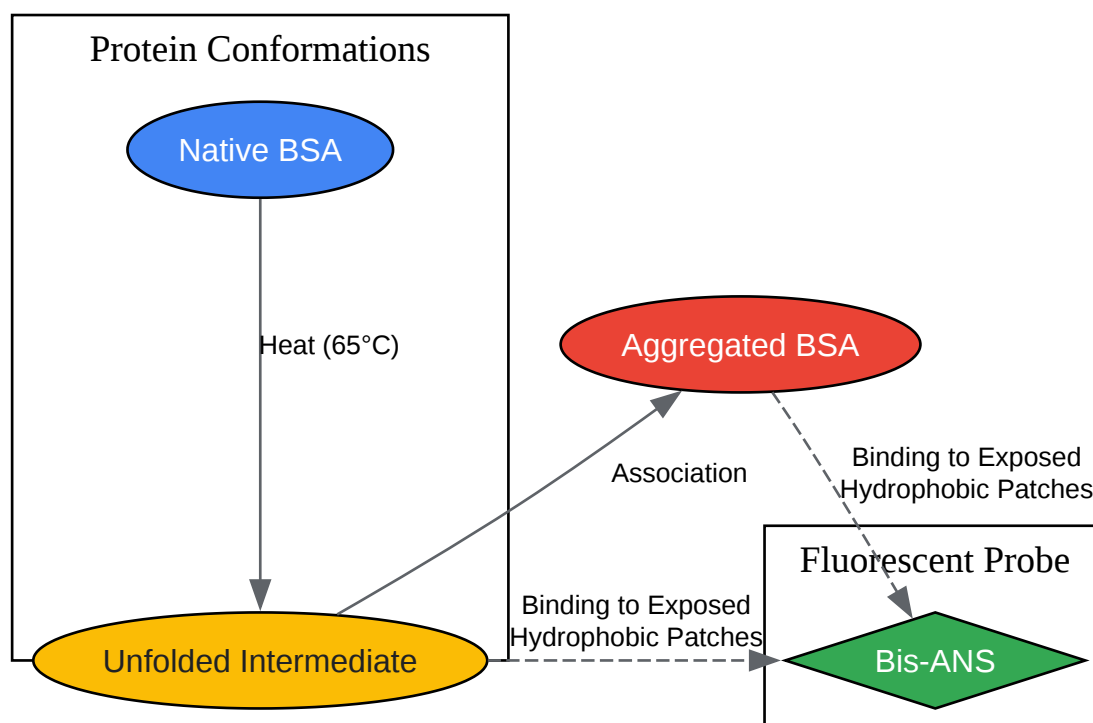 Protein Conformations
Native BSA
Heat (65°C)
Aggregated BSA
Association
Binding to Exposed
Hydrophobic Patches
Fluorescent Probe
Binding to Exposed
Hydrophobic Patches
Unfolded Intermediate
Bis-ANS